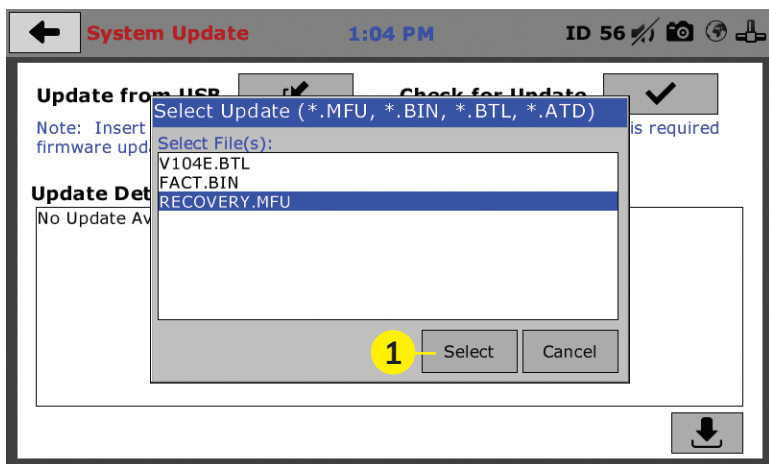 System Update 1:04 PM ID 56
Update from USB Check for Update
Select Update (*.MFU, *.BIN, *.BTL, *.ATD)
Note: Insert is required
firmware upd
Select File(s):
V104E.BTL
FACT.BIN
Update Det
RECOVERY.MFU
No Update Av
1 Select Cancel